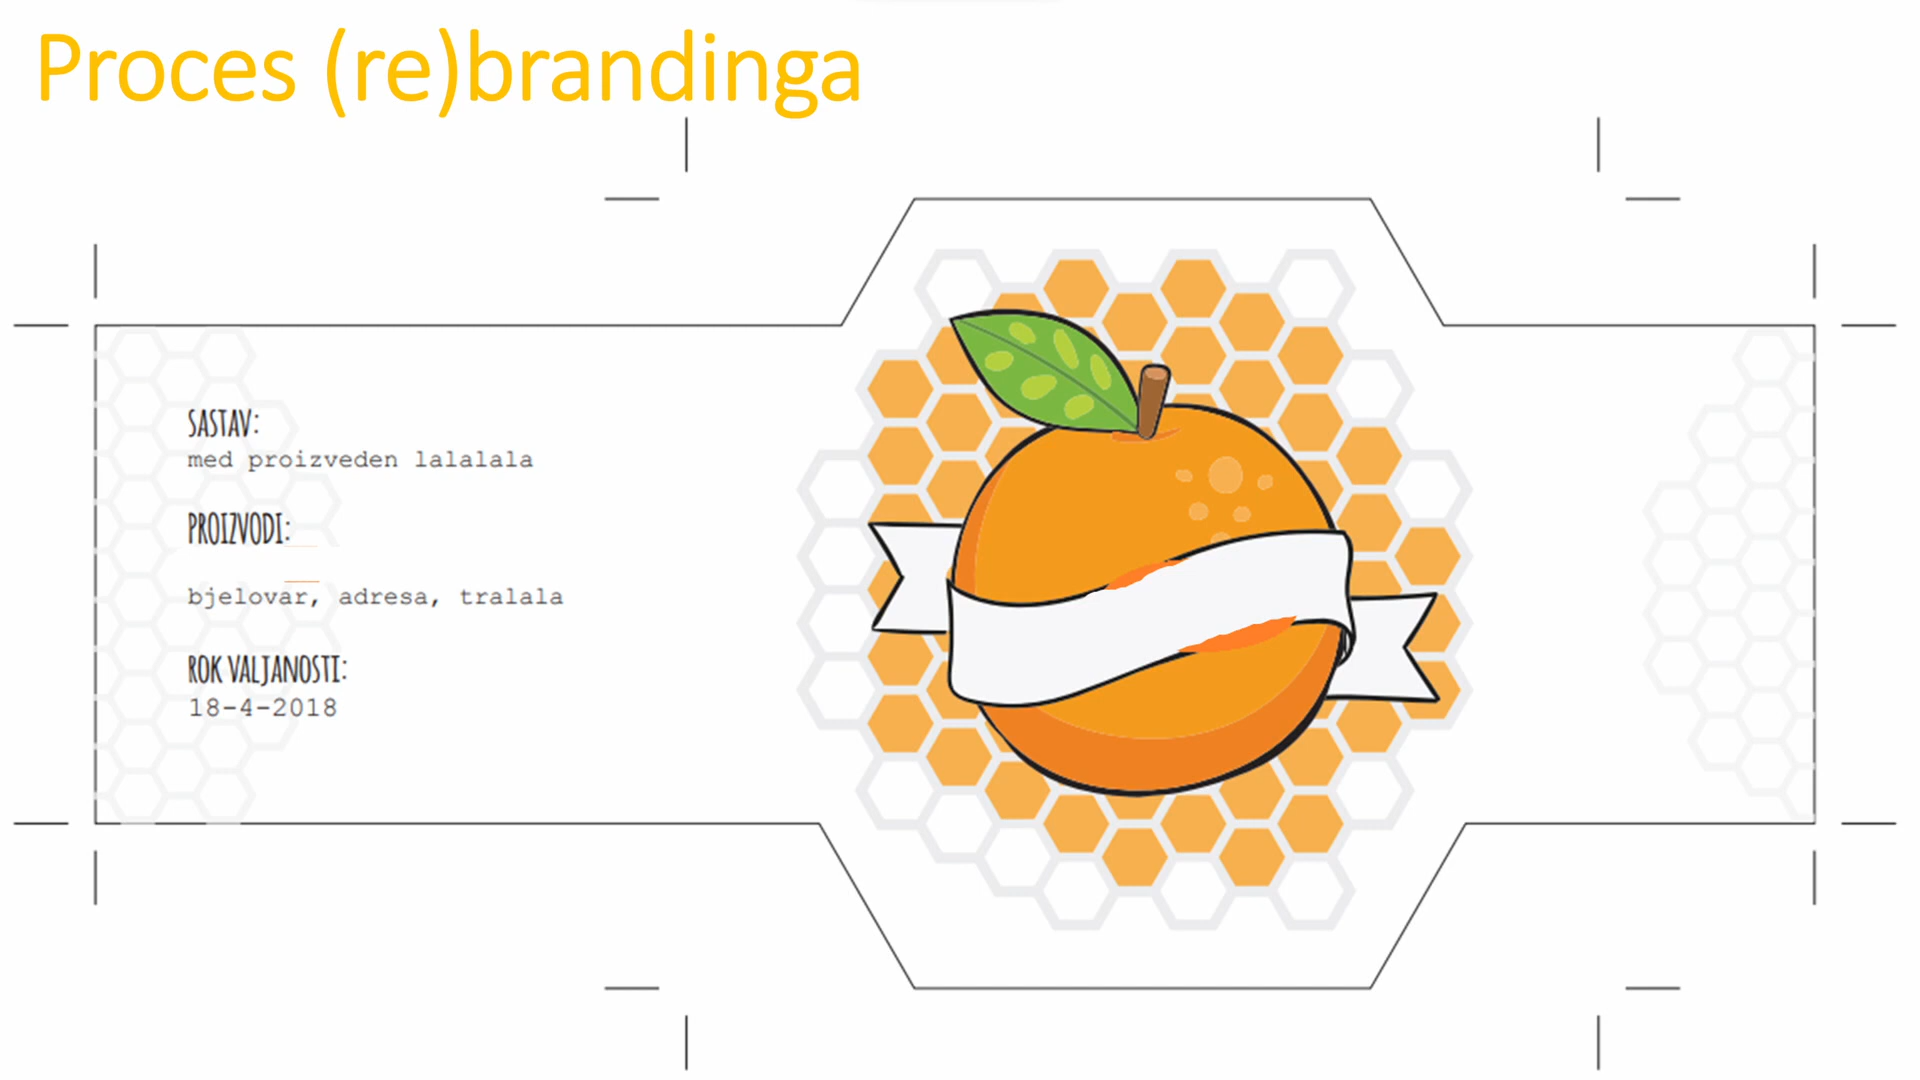 Proces (re)brandinga
SASTAV:
med proizveden lalalala
PROIZVODI:
bjelovar, adresa, tralala
ROK VALJANOSTI:
18-4-2018